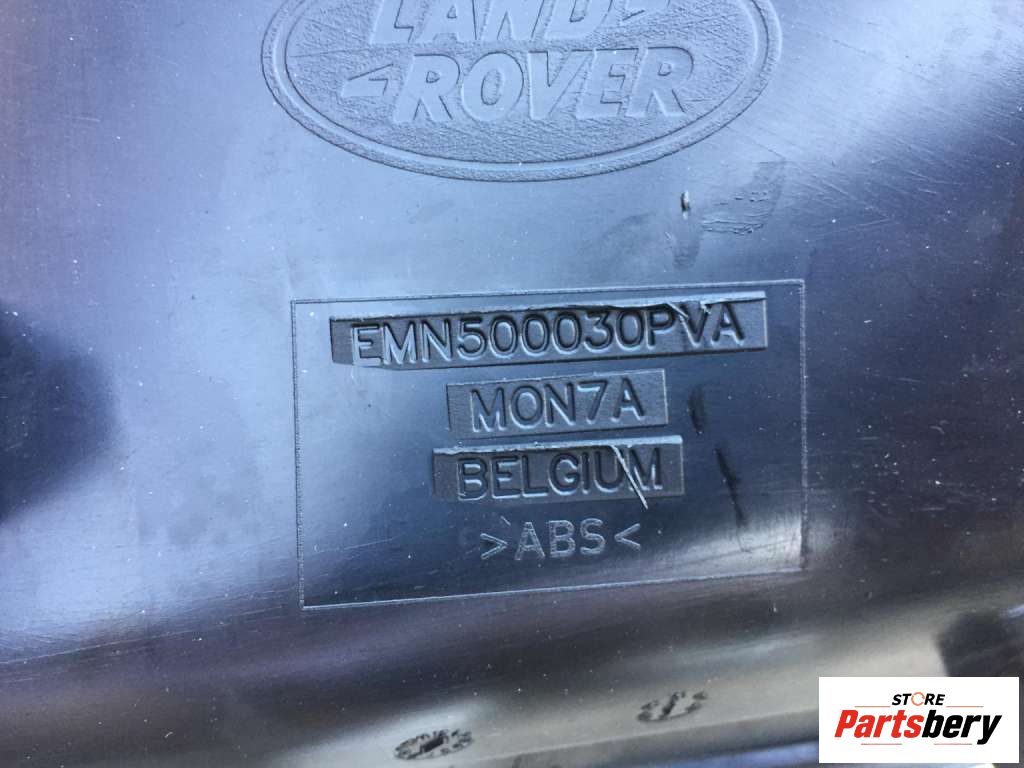 LAND
ROVER
EMN500030PVA
MON7A
BELGIUM
>ABS<
STORE
Partsbery